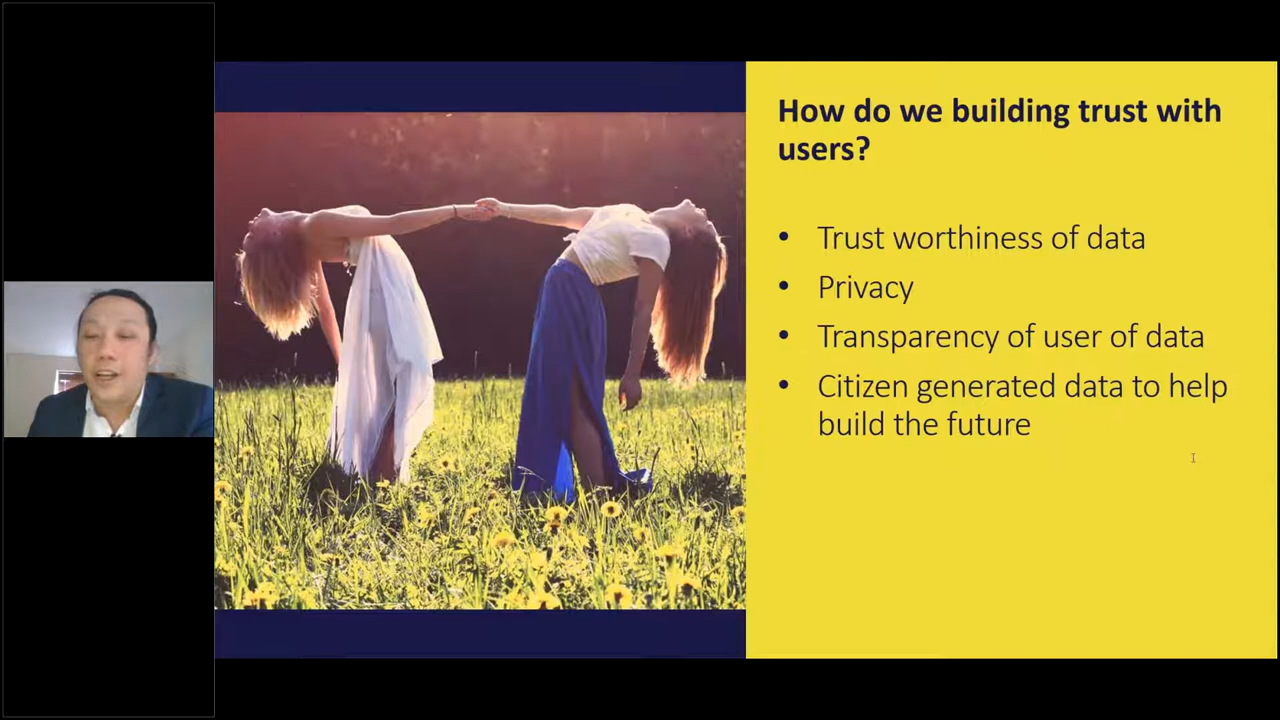 How do we building trust with
users?
• Trust worthiness of data
• Privacy
• Transparency of user of data
• Citizen generated data to help
build the future